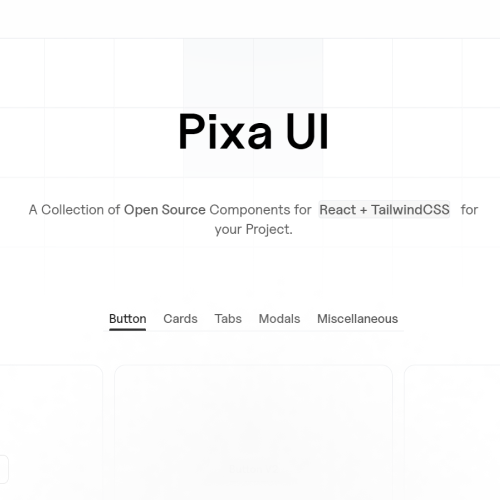 Pixa UI
A Collection of Open Source Components for React + TailwindCSS for
your Project.
Button Cards Tabs Modals Miscellaneous